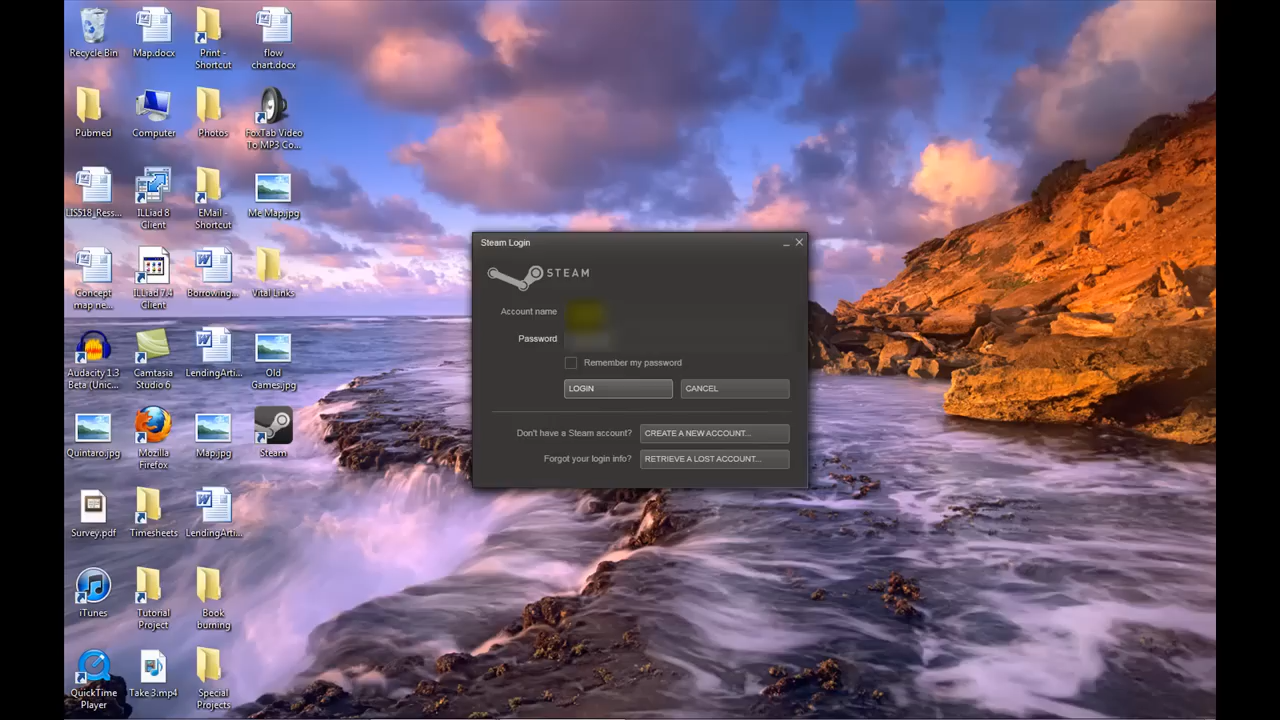 Recycle Bin
Map.docx
Print -
Shortcut
flow
chart.docx
Pubmed
Computer
Photos
FoxTab Video
To MP3 Co...
LIS518_Ress...
ILLiad 8
Client
EMail -
Shortcut
Me Map.jpg
Concept
map ne...
ILLiad 7.4
Client
Borrowing...
Vital Links
Audacity 1.3
Beta (Unic...
Camtasia
Studio 6
LendingArti...
Old
Games.jpg
Quintaro.jpg
Mozilla
Firefox
Map.jpg
Steam
Survey.pdf
Timesheets
LendingArti...
iTunes
Tutorial
Project
Book
burning
QuickTime
Player
Take 3.mp4
Special
Projects
Steam Login
STEAM
Account name
Password
Remember my password
LOGIN
CANCEL
Don't have a Steam account?
CREATE A NEW ACCOUNT...
Forgot your login info?
RETRIEVE A LOST ACCOUNT...